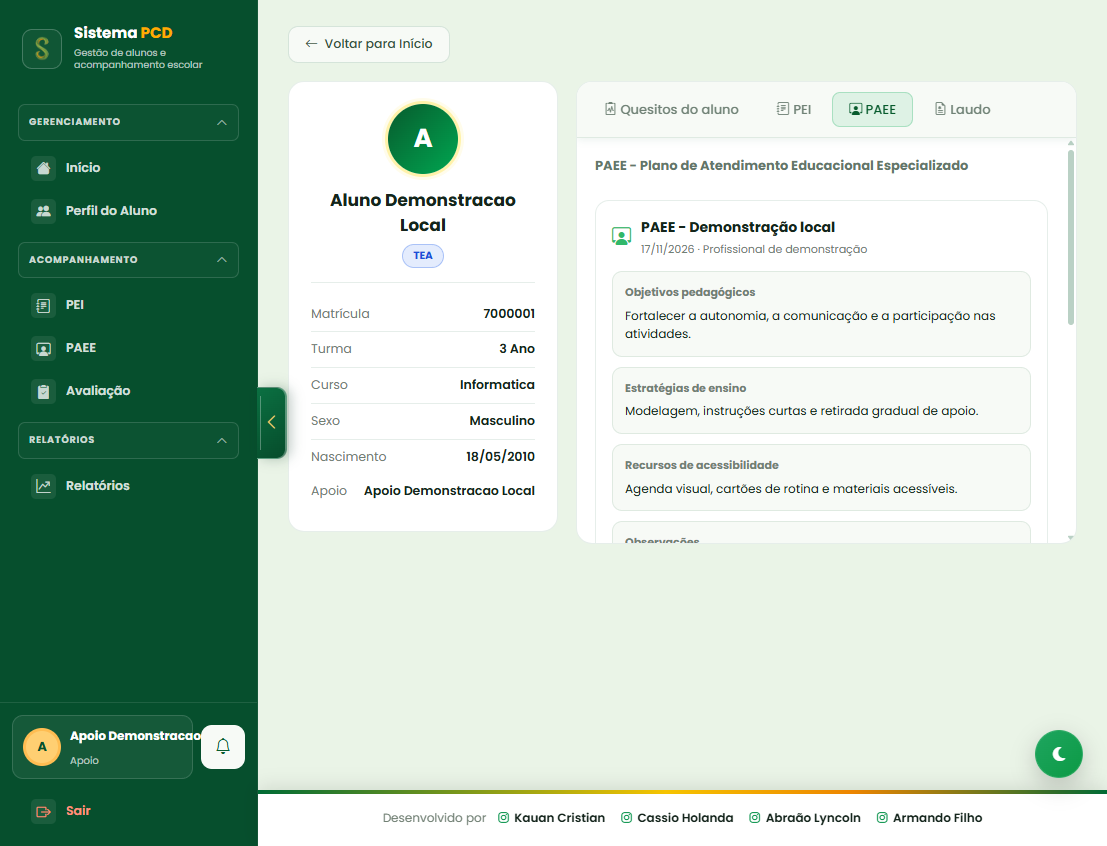 Sistema PCD
Gestão de alunos e
acompanhamento escolar
GERENCIAMENTO
Início
Perfil do Aluno
ACOMPANHAMENTO
PEI
PAEE
Avaliação
RELATÓRIOS
Relatórios
A
Apoio Demonstracao
Apoio
Sair
Voltar para Início
A
Aluno Demonstracao
Local
TEA
Matrícula 7000001
Turma 3 Ano
Curso Informatica
Sexo Masculino
Nascimento 18/05/2010
Apoio Apoio Demonstracao Local
Quesitos do aluno PEI PAEE Laudo
PAEE - Plano de Atendimento Educacional Especializado
PAEE - Demonstração local
17/11/2026 · Profissional de demonstração
Objetivos pedagógicos
Fortalecer a autonomia, a comunicação e a participação nas
atividades.
Estratégias de ensino
Modelagem, instruções curtas e retirada gradual de apoio.
Recursos de acessibilidade
Agenda visual, cartões de rotina e materiais acessíveis.
Observações
Desenvolvido por Kauan Cristian Cassio Holanda Abraão Lyncoln Armando Filho